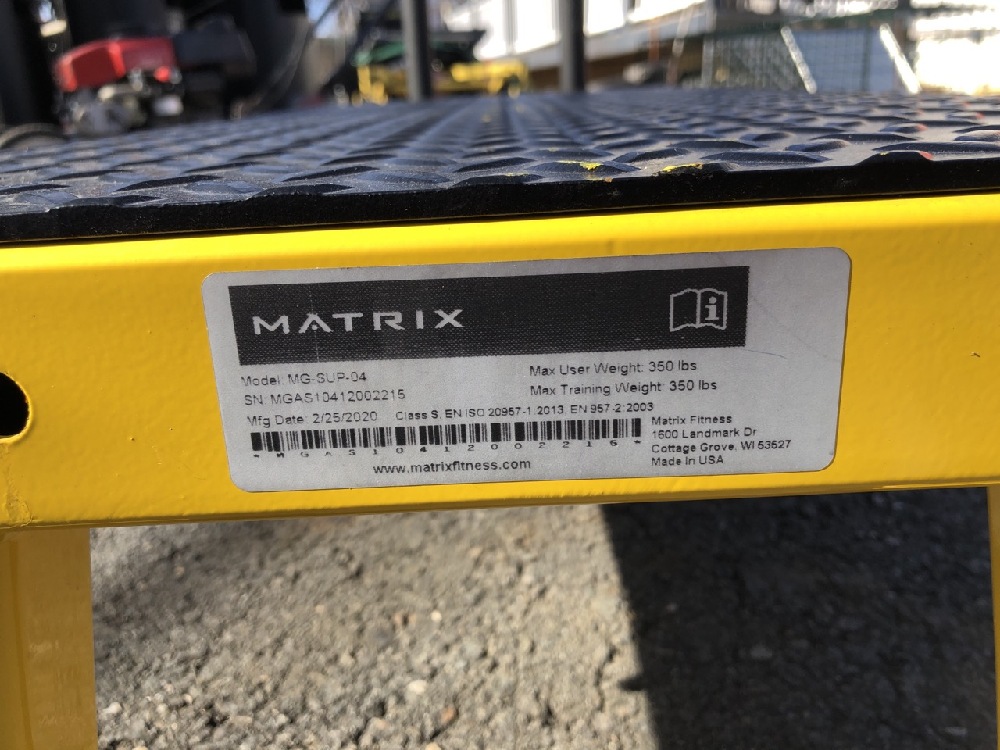 MATRIX
i
Model: MG-SUP-04
SN: MGAS10412002215
Mfg Date: 2/25/2020
Max User Weight: 350 lbs
Max Training Weight: 350 lbs
Class S, EN ISO 20957-1:2013, EN 957-2:2003
*MGAS10412002215*
www.matrixfitness.com
Matrix Fitness
1600 Landmark Dr
Cottage Grove, WI 53527
Made In USA